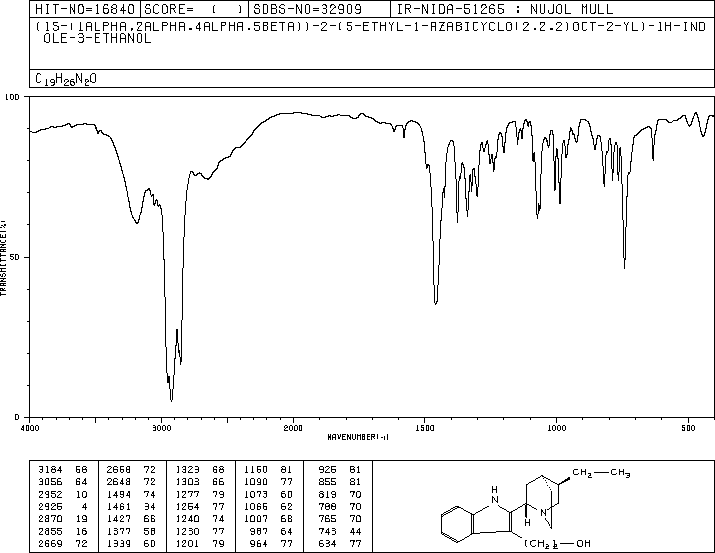 HIT-NO=16840 SCORE= ( ) SDBS-NO=32909 IR-NIDA-51265 : NUJOL MULL
(1S-(1ALPHA,2ALPHA.4ALPHA.5BETA))-2-(5-ETHYL-1-AZABICYCLO(2.2.2)OCT-2-YL)-1H-IND
OLE-3-ETHANOL
C19H26N2O
100
TRANSMITTANCE(%)
50
0
4000 3000 2000 1500 1000 500
WAVENUMBER(-1)
3184 58 2668 72 1323 68 1150 81 926 81
3056 64 2648 72 1303 66 1090 77 855 81
2952 10 1494 74 1277 79 1073 60 819 70
2925 4 1461 34 1254 77 1066 62 788 70
2870 19 1427 66 1240 74 1007 68 765 70
2855 16 1377 58 1230 77 987 64 743 44
2669 72 1339 60 1201 79 964 77 634 77
CH2—CH3
H
N
H
N
(CH2)2—OH